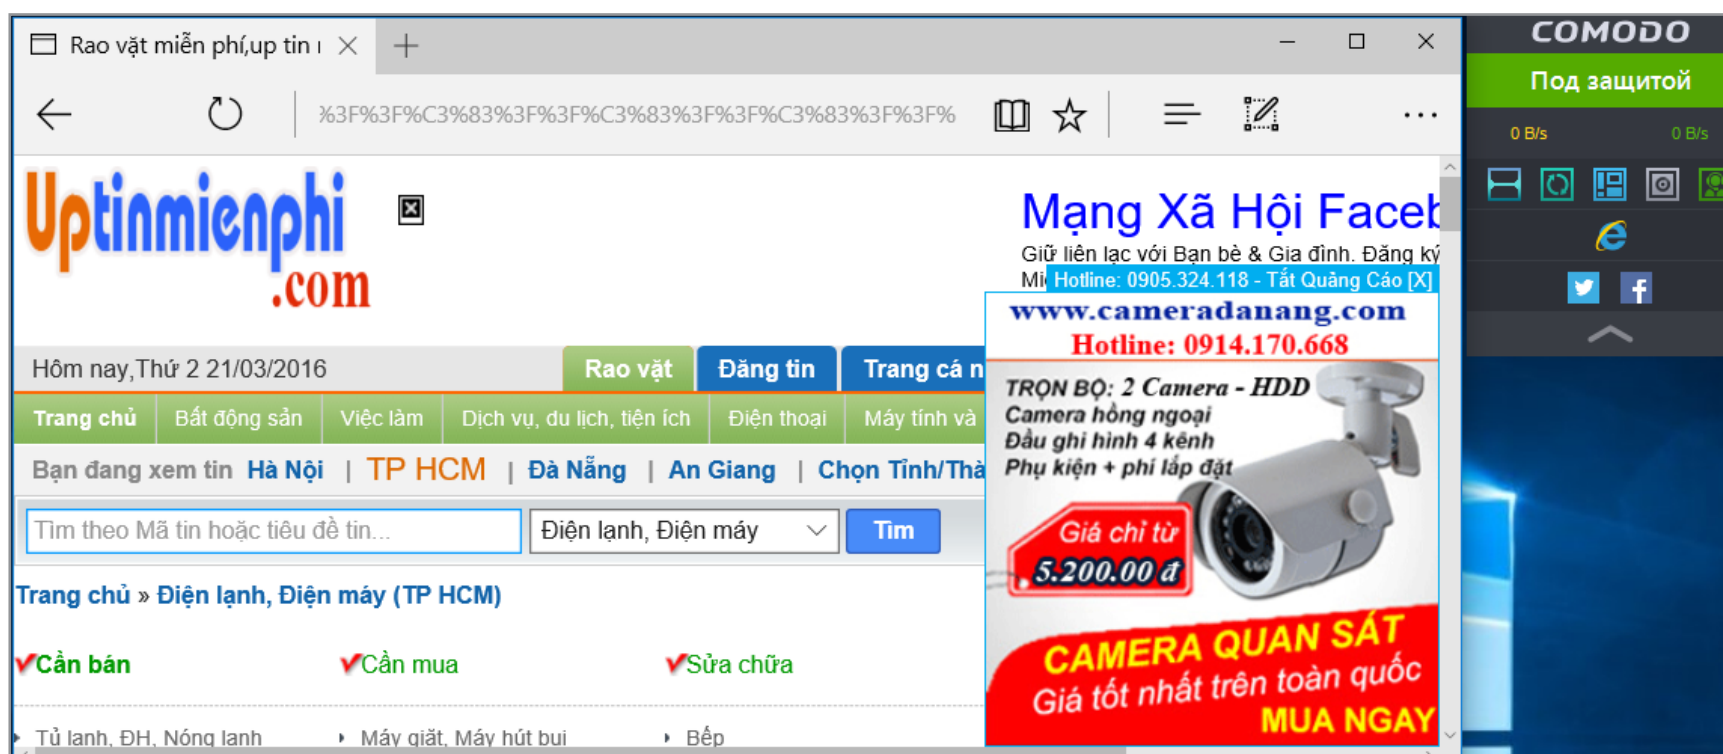 Rao vặt miễn phí,up tin
COMODO
Под защитой
%3F%3F%C3%83%3F%3F%C3%83%3F%3F%C3%83%3F%3F%
0 B/s
0 B/s
Uptinmienphi
.com
Mạng Xã Hội Faceb
Giữ liên lạc với Bạn bè & Gia đình. Đăng ký
Hotline: 0905.324.118 - Tắt Quảng Cáo [X]
www.cameradanang.com
Hotline: 0914.170.668
Hôm nay,Thứ 2 21/03/2016
Rao vặt
Đăng tin
Trang cá n
TRỌN BỘ: 2 Camera - HDD
Camera hồng ngoại
Đầu ghi hình 4 kênh
Phụ kiện + phí lắp đặt
Trang chủ
Bất động sản
Việc làm
Dịch vụ, du lịch, tiện ích
Điện thoại
Máy tính và
Bạn đang xem tin Hà Nội | TP HCM | Đà Nẵng | An Giang | Chọn Tỉnh/Thà
Tìm theo Mã tin hoặc tiêu đề tin...
Điện lạnh, Điện máy
Tìm
Giá chỉ từ
5.200.00 đ
Trang chủ » Điện lạnh, Điện máy (TP HCM)
CAMERA QUAN SÁT
Giá tốt nhất trên toàn quốc
MUA NGAY
Cần bán
Cần mua
Sửa chữa
Tủ lanh, ĐH, Nóng lanh
Máy giặt, Máy hút bụi
Bếp